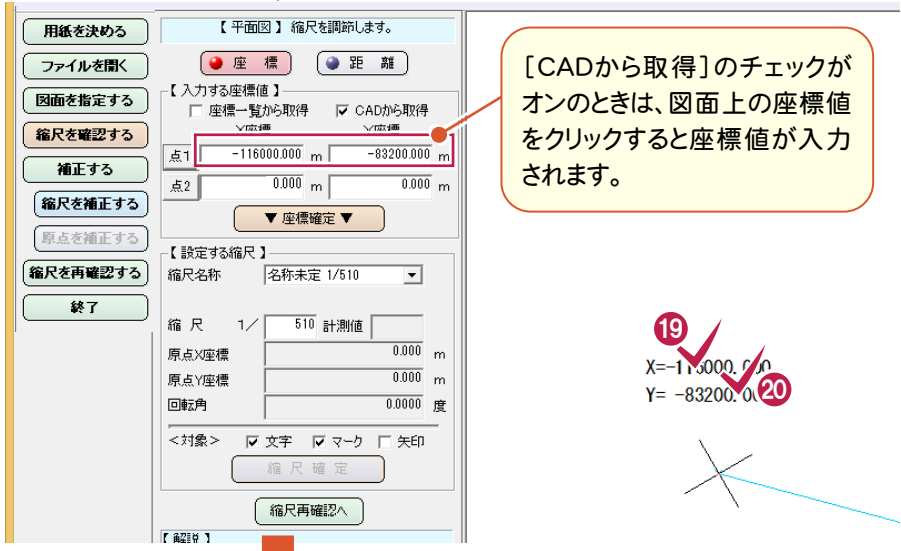 用紙を決める
ファイルを開く
図面を指定する
縮尺を確認する
補正する
縮尺を補正する
原点を補正する
縮尺を再確認する
終了
【 平面図 】 縮尺を調節します。
座 標
距 離
【 入力する座標値 】
座標一覧から取得
CADから取得
X座標 Y座標
点1 -116000.000 m -83200.000 m
点2 0.000 m 0.000 m
▼ 座標確定 ▼
【 設定する縮尺 】
縮尺名称 名称未定 1/510
縮 尺 1/ 510 計測値
原点X座標 0.000 m
原点Y座標 0.000 m
回転角 0.0000 度
<対象> 文字 マーク 矢印
縮 尺 確 定
縮尺再確認へ
【 解説 】
[CADから取得]のチェックが
オンのときは、図面上の座標値
をクリックすると座標値が入力
されます。
19
X=-116000.000
Y= -83200.00
20